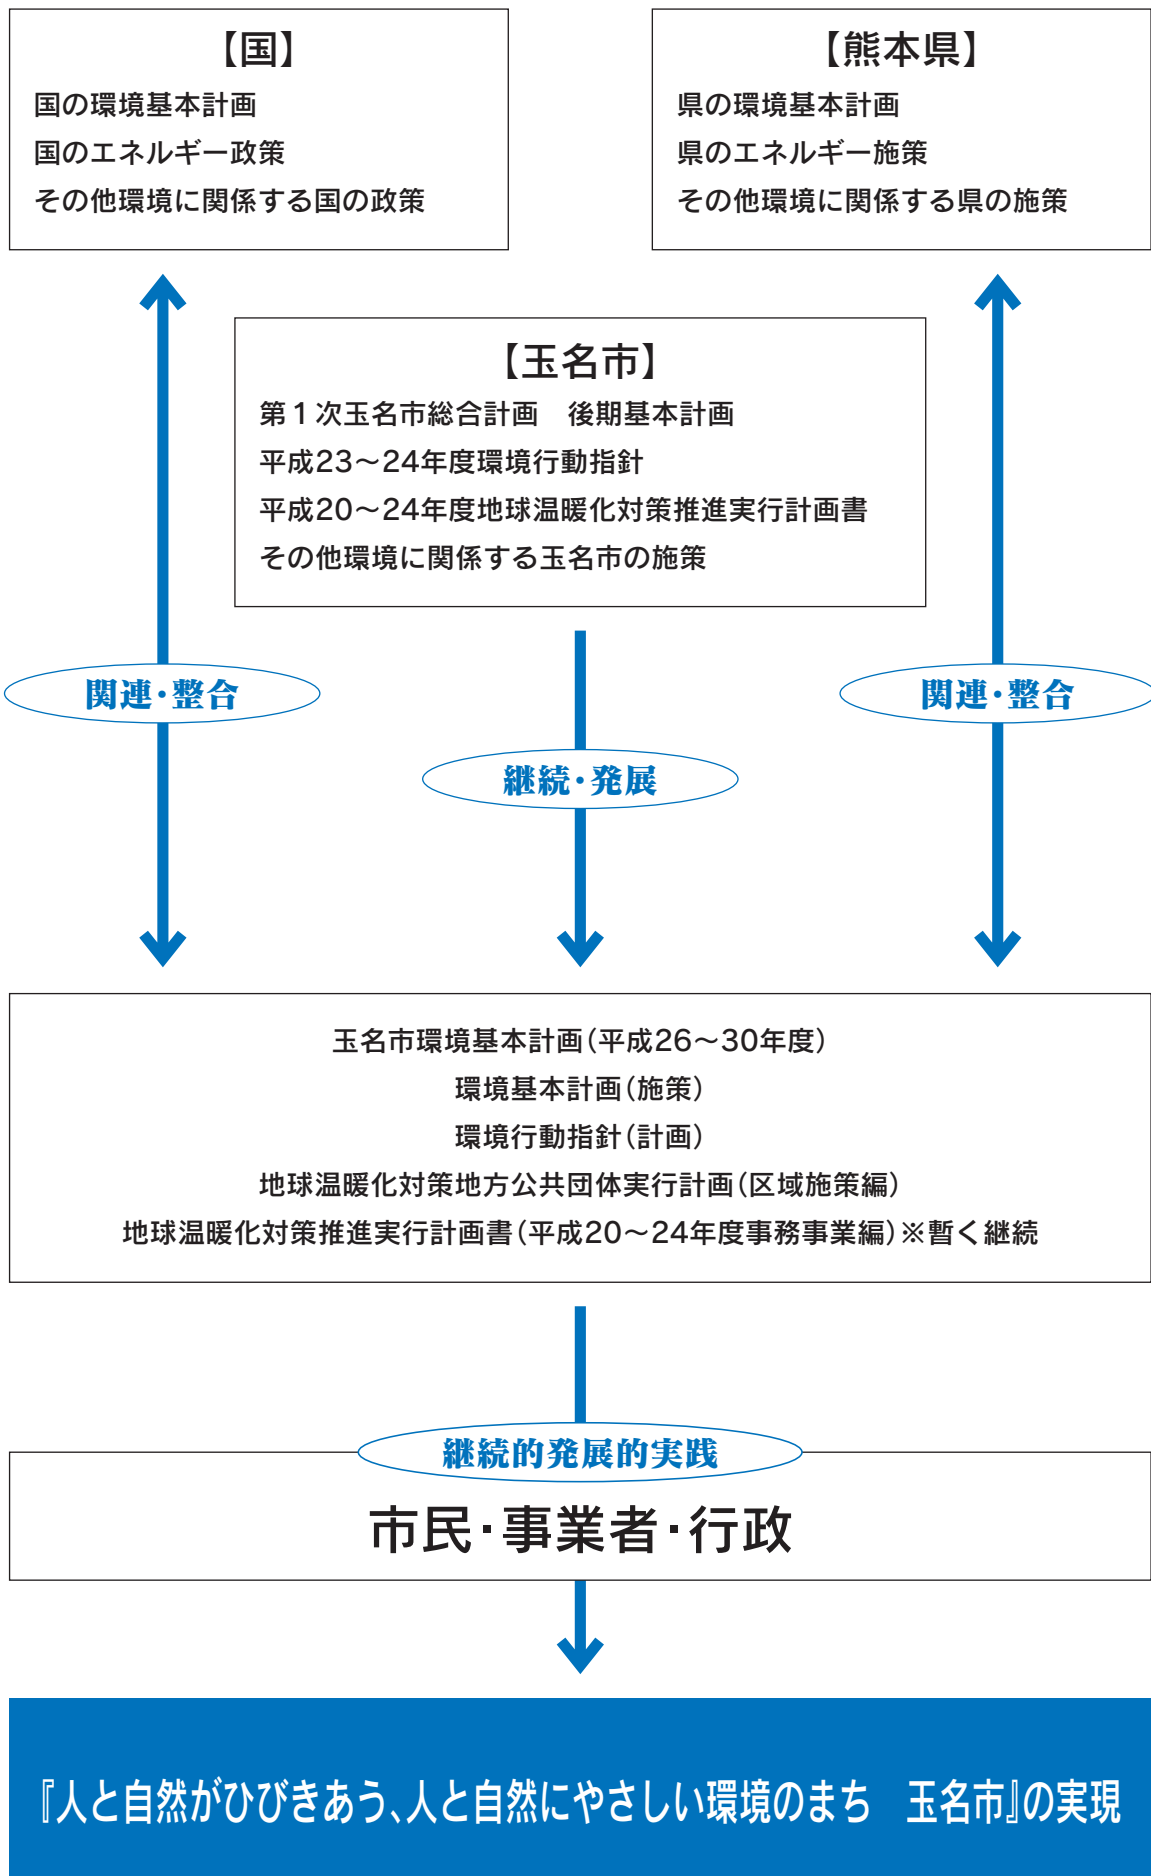 【国】
国の環境基本計画
国のエネルギー政策
その他環境に関係する国の政策
【熊本県】
県の環境基本計画
県のエネルギー施策
その他環境に関係する県の施策
【玉名市】
第1次玉名市総合計画　後期基本計画
平成23〜24年度環境行動指針
平成20〜24年度地球温暖化対策推進実行計画書
その他環境に関係する玉名市の施策
関連・整合
関連・整合
継続・発展
玉名市環境基本計画(平成26〜30年度)
環境基本計画(施策)
環境行動指針(計画)
地球温暖化対策地方公共団体実行計画(区域施策編)
地球温暖化対策推進実行計画書(平成20〜24年度事務事業編)※暫く継続
継続的発展的実践
市民・事業者・行政
『人と自然がひびきあう、人と自然にやさしい環境のまち　玉名市』の実現